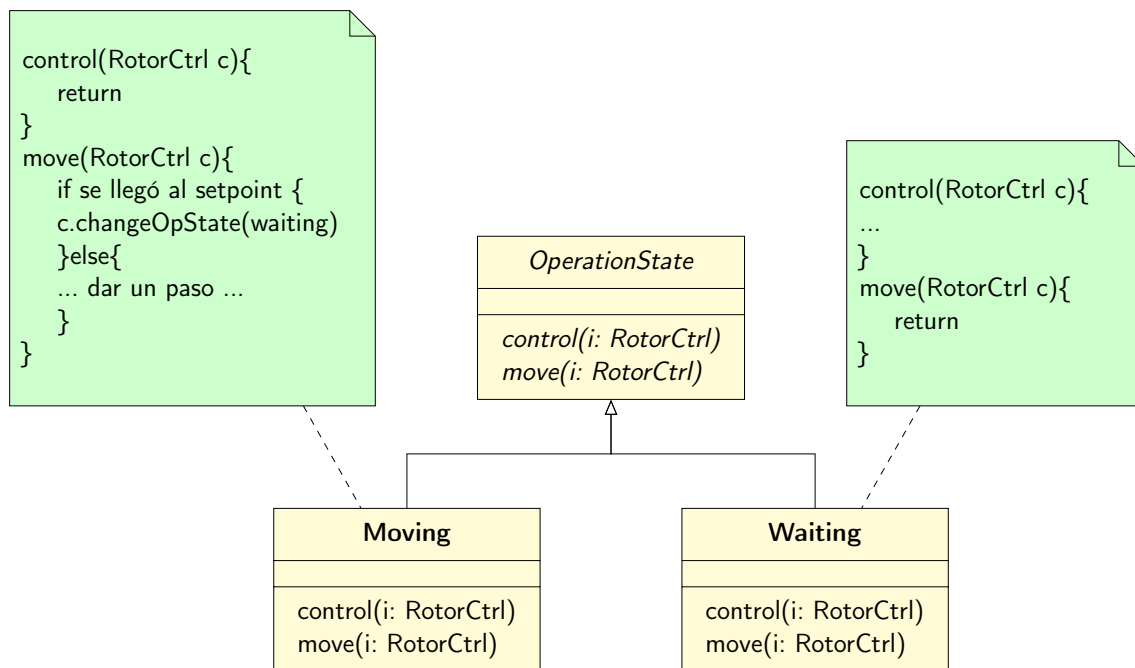 control(RotorCtrl c){
return
}
move(RotorCtrl c){
if se llegó al setpoint {
c.changeOpState(waiting)
}else{
... dar un paso ...
}
}
control(RotorCtrl c){
...
}
move(RotorCtrl c){
return
}
OperationState
control(i: RotorCtrl)
move(i: RotorCtrl)
Moving
control(i: RotorCtrl)
move(i: RotorCtrl)
Waiting
control(i: RotorCtrl)
move(i: RotorCtrl)